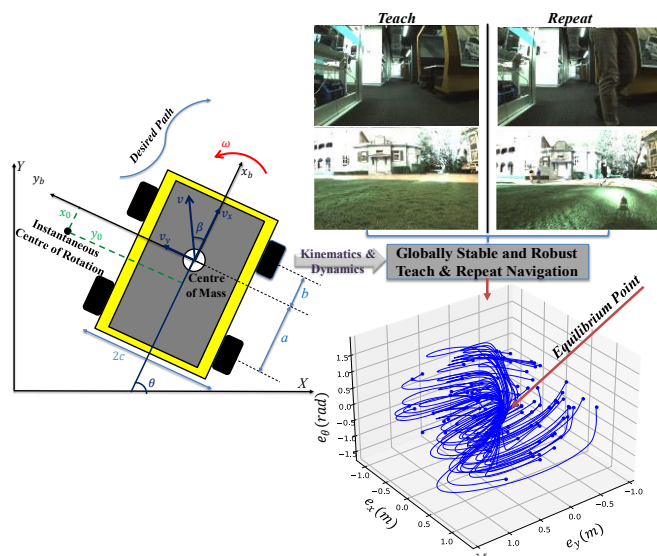 Teach
Repeat
Desired Path
ω
Y
x_b
y_b
v
β
v_x
x_0
y_0
v_y
Instantaneous
Centre of Rotation
Centre
of Mass
b
a
2c
θ
X
Kinematics &
Dynamics
Globally Stable and Robust
Teach & Repeat Navigation
Equilibrium Point
1.5
1.0
0.5
0.0
-0.5
-1.0
-1.5
e_θ(rad)
-1.0
-0.5
0.0
0.5
1.0
e_x(m)
-1.0
-0.5
0.0
0.5
1.0
e_y(m)